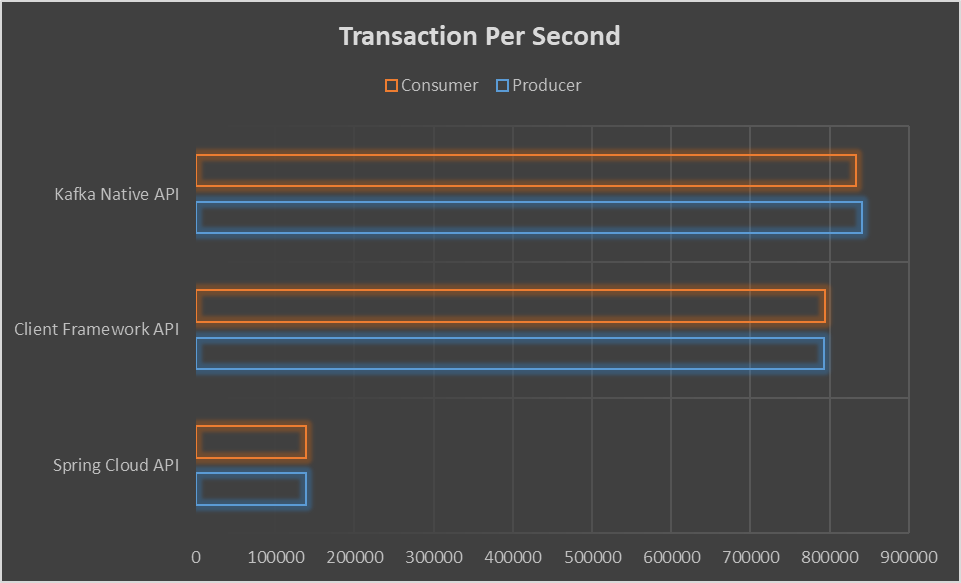 Transaction Per Second
Consumer Producer
Kafka Native API
Client Framework API
Spring Cloud API
0 100000 200000 300000 400000 500000 600000 700000 800000 900000